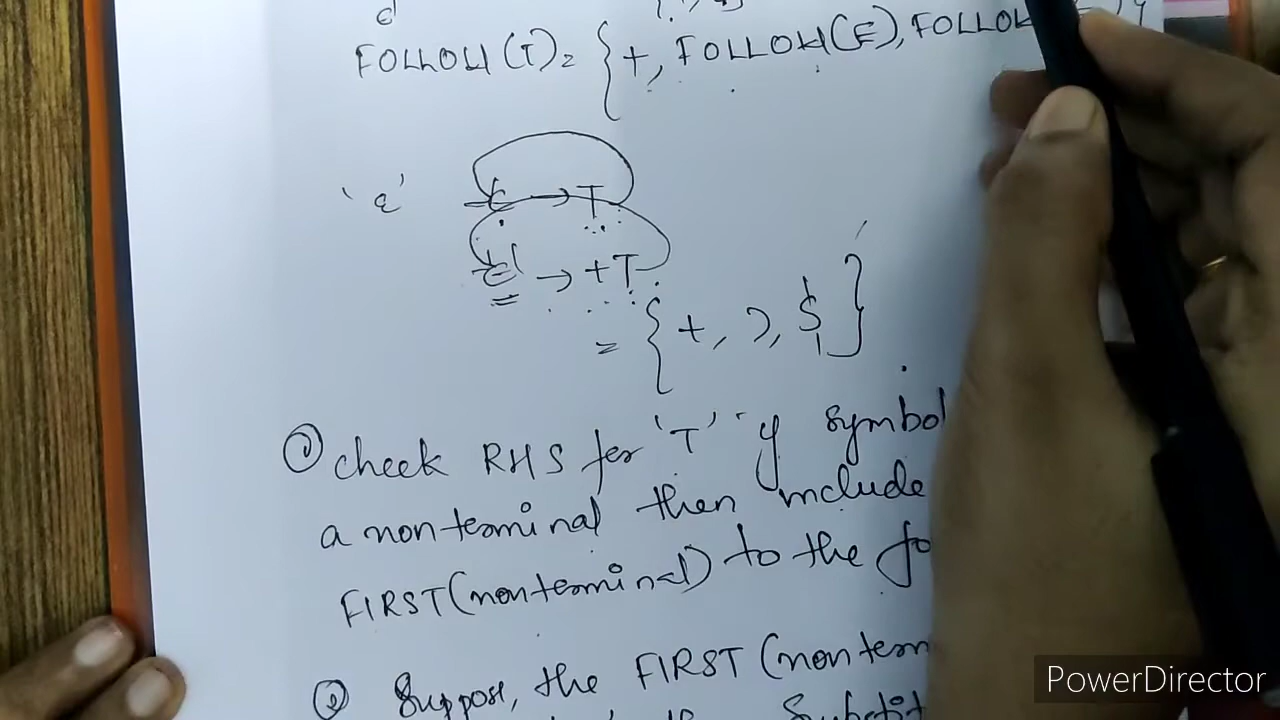 FOLLOW(T) = { +, FOLLOW(E), FOLLOW
'ε' E → T
E' → +T
= { +, ), $ }
① check RHS for 'T' if symbol
a nonterminal then include
FIRST(nonterminal) to the fo
② Suppose, the FIRST (nonterm
PowerDirector